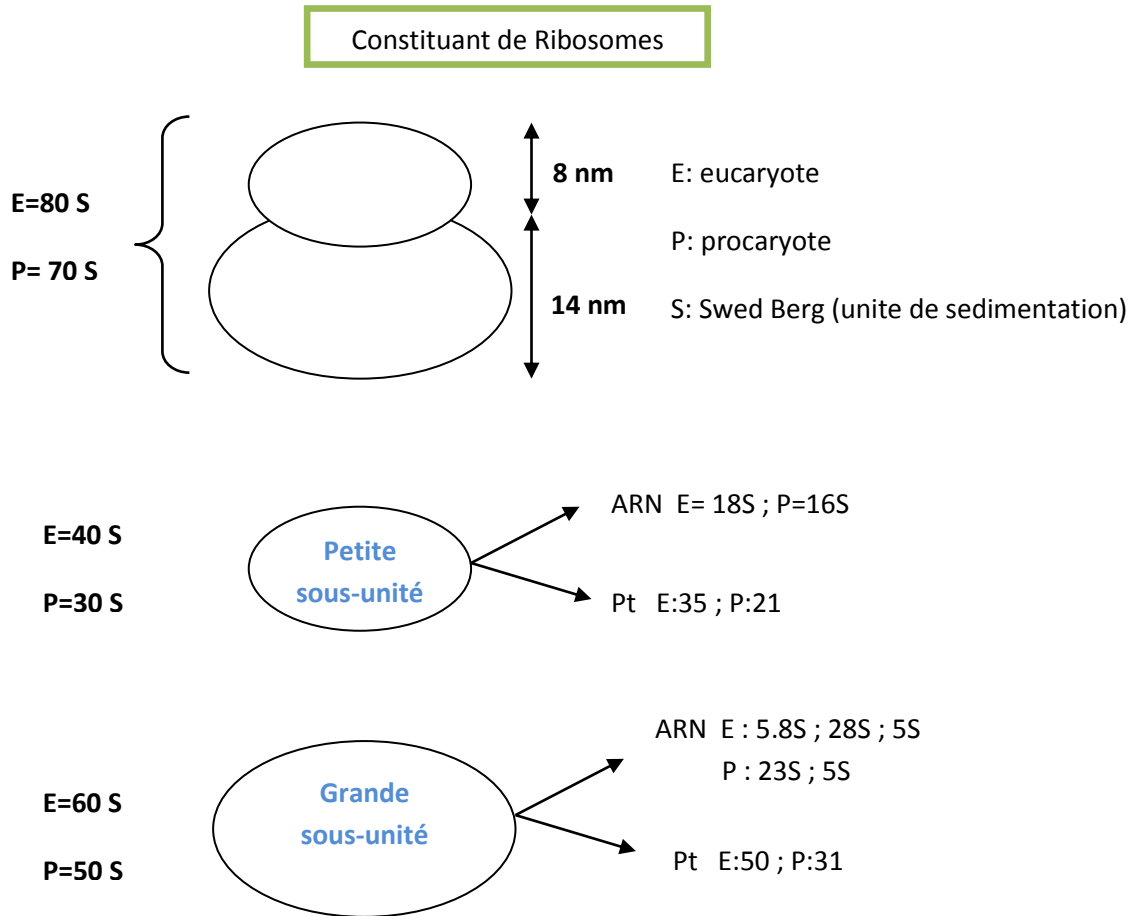 Constituant de Ribosomes
E=80 S
P= 70 S
8 nm
14 nm
E: eucaryote
P: procaryote
S: Swed Berg (unite de sedimentation)
E=40 S
P=30 S
Petite
sous-unité
ARN E= 18S ; P=16S
Pt E:35 ; P:21
E=60 S
P=50 S
Grande
sous-unité
ARN E : 5.8S ; 28S ; 5S
P : 23S ; 5S
Pt E:50 ; P:31